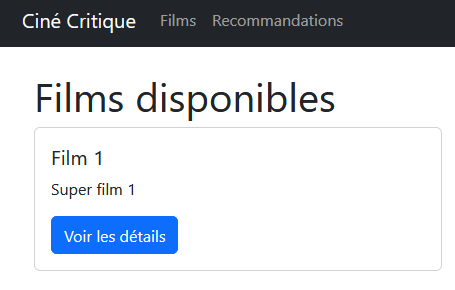 Ciné Critique Films Recommandations
Films disponibles
Film 1
Super film 1
Voir les détails